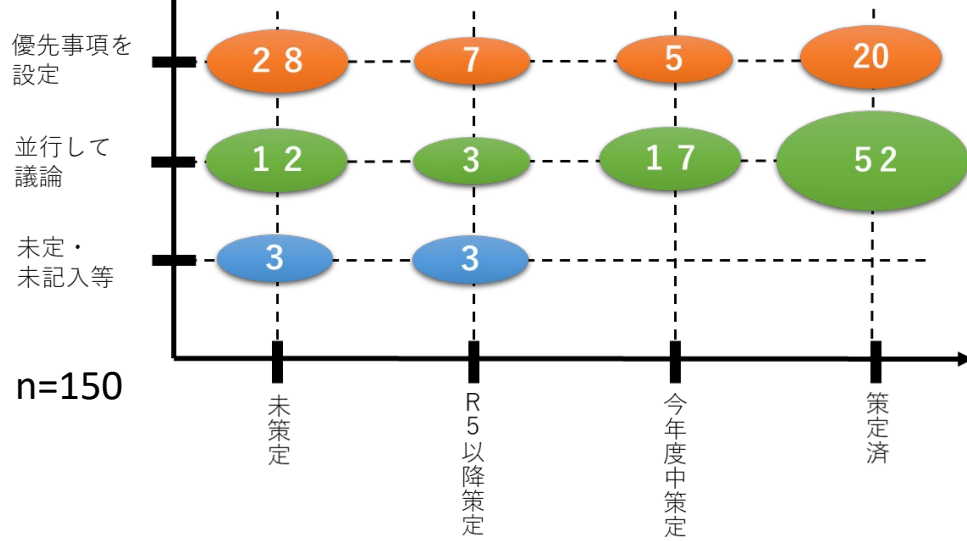 優先事項を
設定
２８
7
5
20
並行して
議論
１２
3
１７
５２
未定・
未記入等
3
3
n=150
未策定
Ｒ５以降策定
今年度中策定
策定済